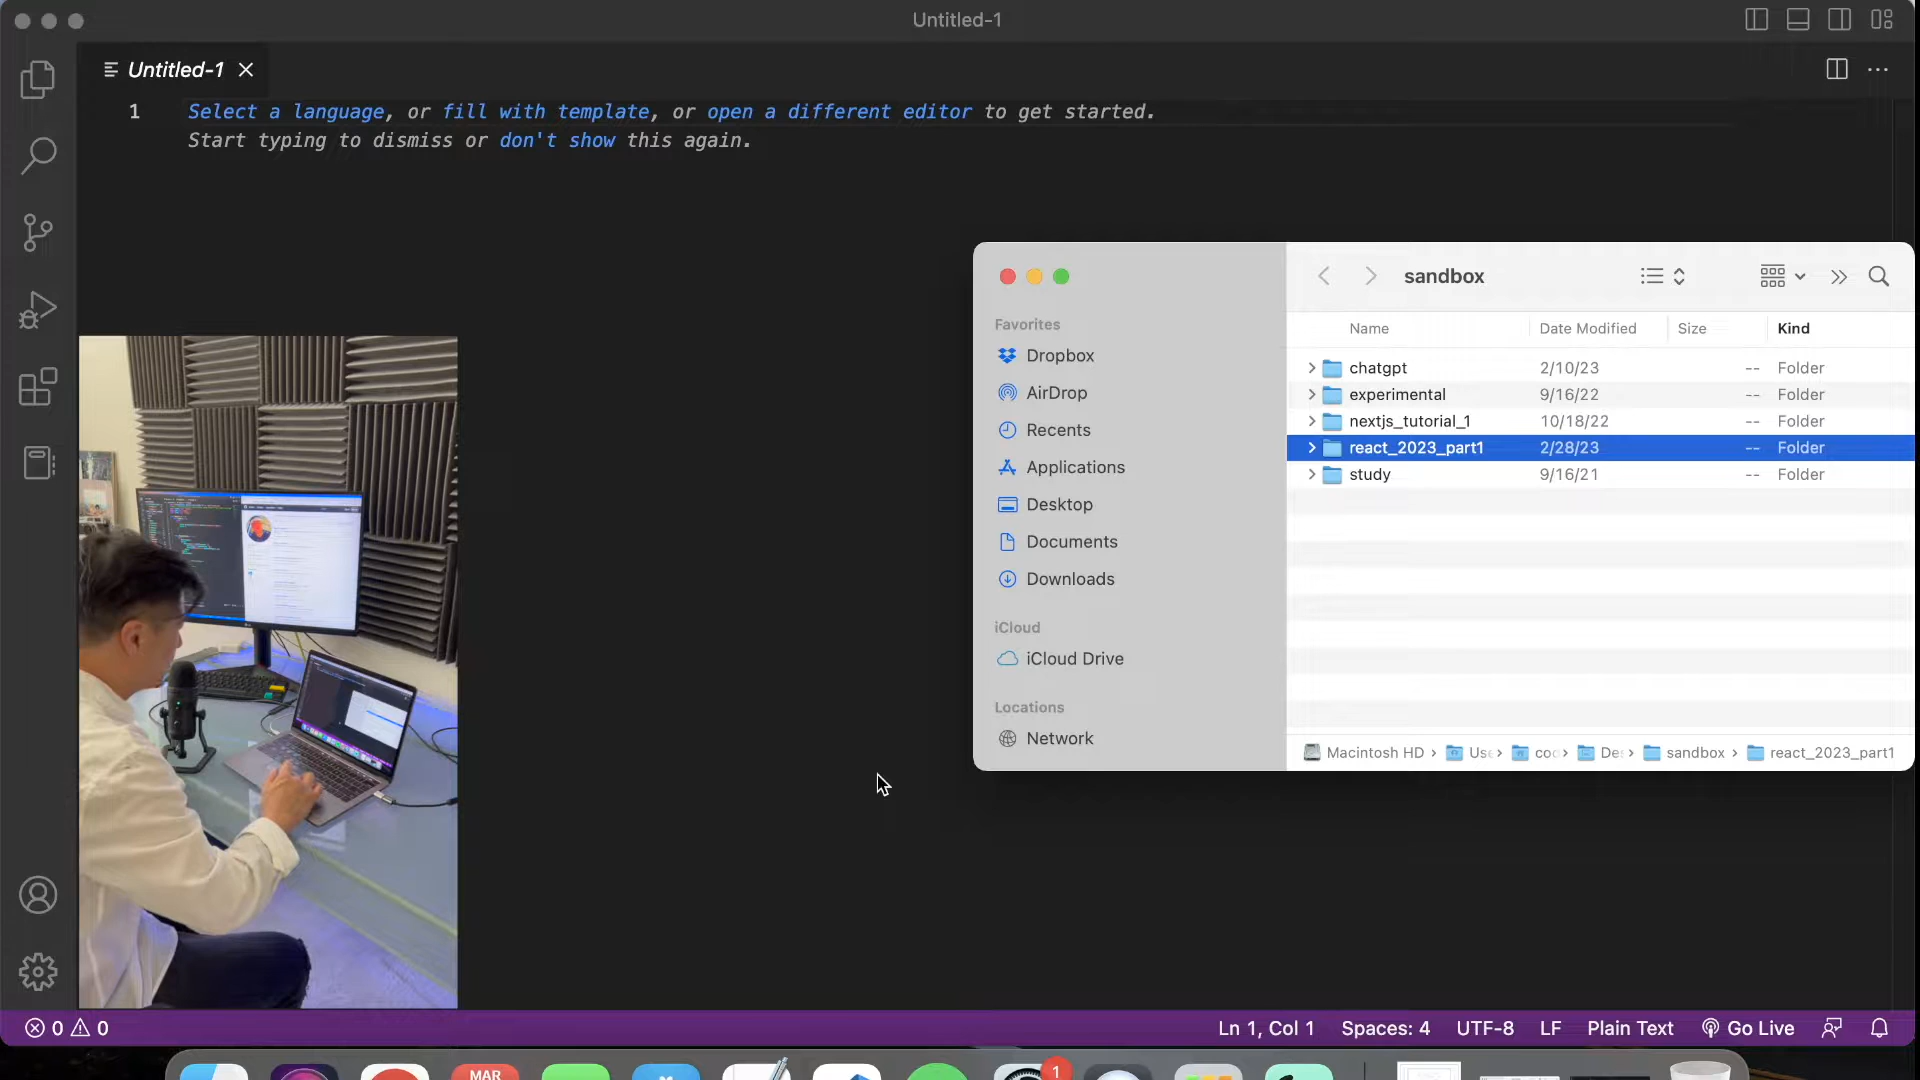 Untitled-1
Untitled-1
1 Select a language, or fill with template, or open a different editor to get started.
Start typing to dismiss or don't show this again.
sandbox
Favorites
Dropbox
AirDrop
Recents
Applications
Desktop
Documents
Downloads
iCloud
iCloud Drive
Locations
Network
Name Date Modified Size Kind
chatgpt 2/10/23 -- Folder
experimental 9/16/22 -- Folder
nextjs_tutorial_1 10/18/22 -- Folder
react_2023_part1 2/28/23 -- Folder
study 9/16/21 -- Folder
Macintosh HD › Use › coc › Des › sandbox › react_2023_part1
0 0 Ln 1, Col 1 Spaces: 4 UTF-8 LF Plain Text Go Live
MAR 1